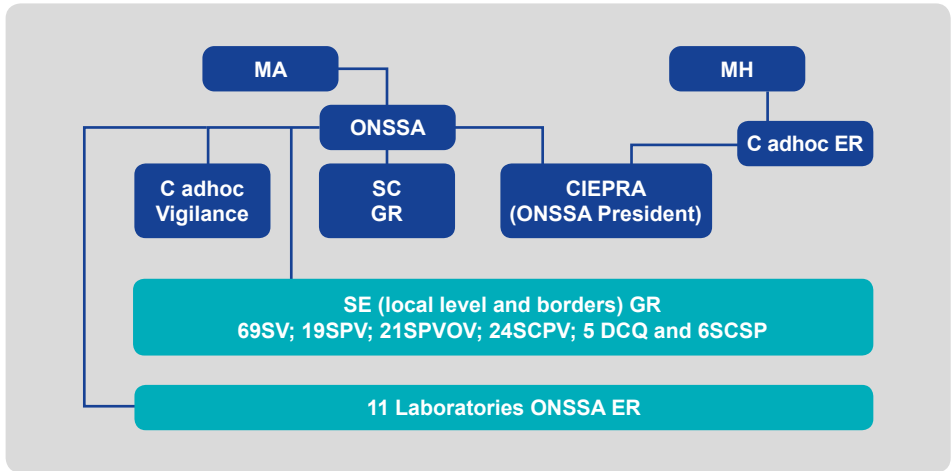 MA
MH
ONSSA
C adhoc ER
C adhoc
Vigilance
SC
GR
CIEPRA
(ONSSA President)
SE (local level and borders) GR
69SV; 19SPV; 21SPVOV; 24SCPV; 5 DCQ and 6SCSP
11 Laboratories ONSSA ER